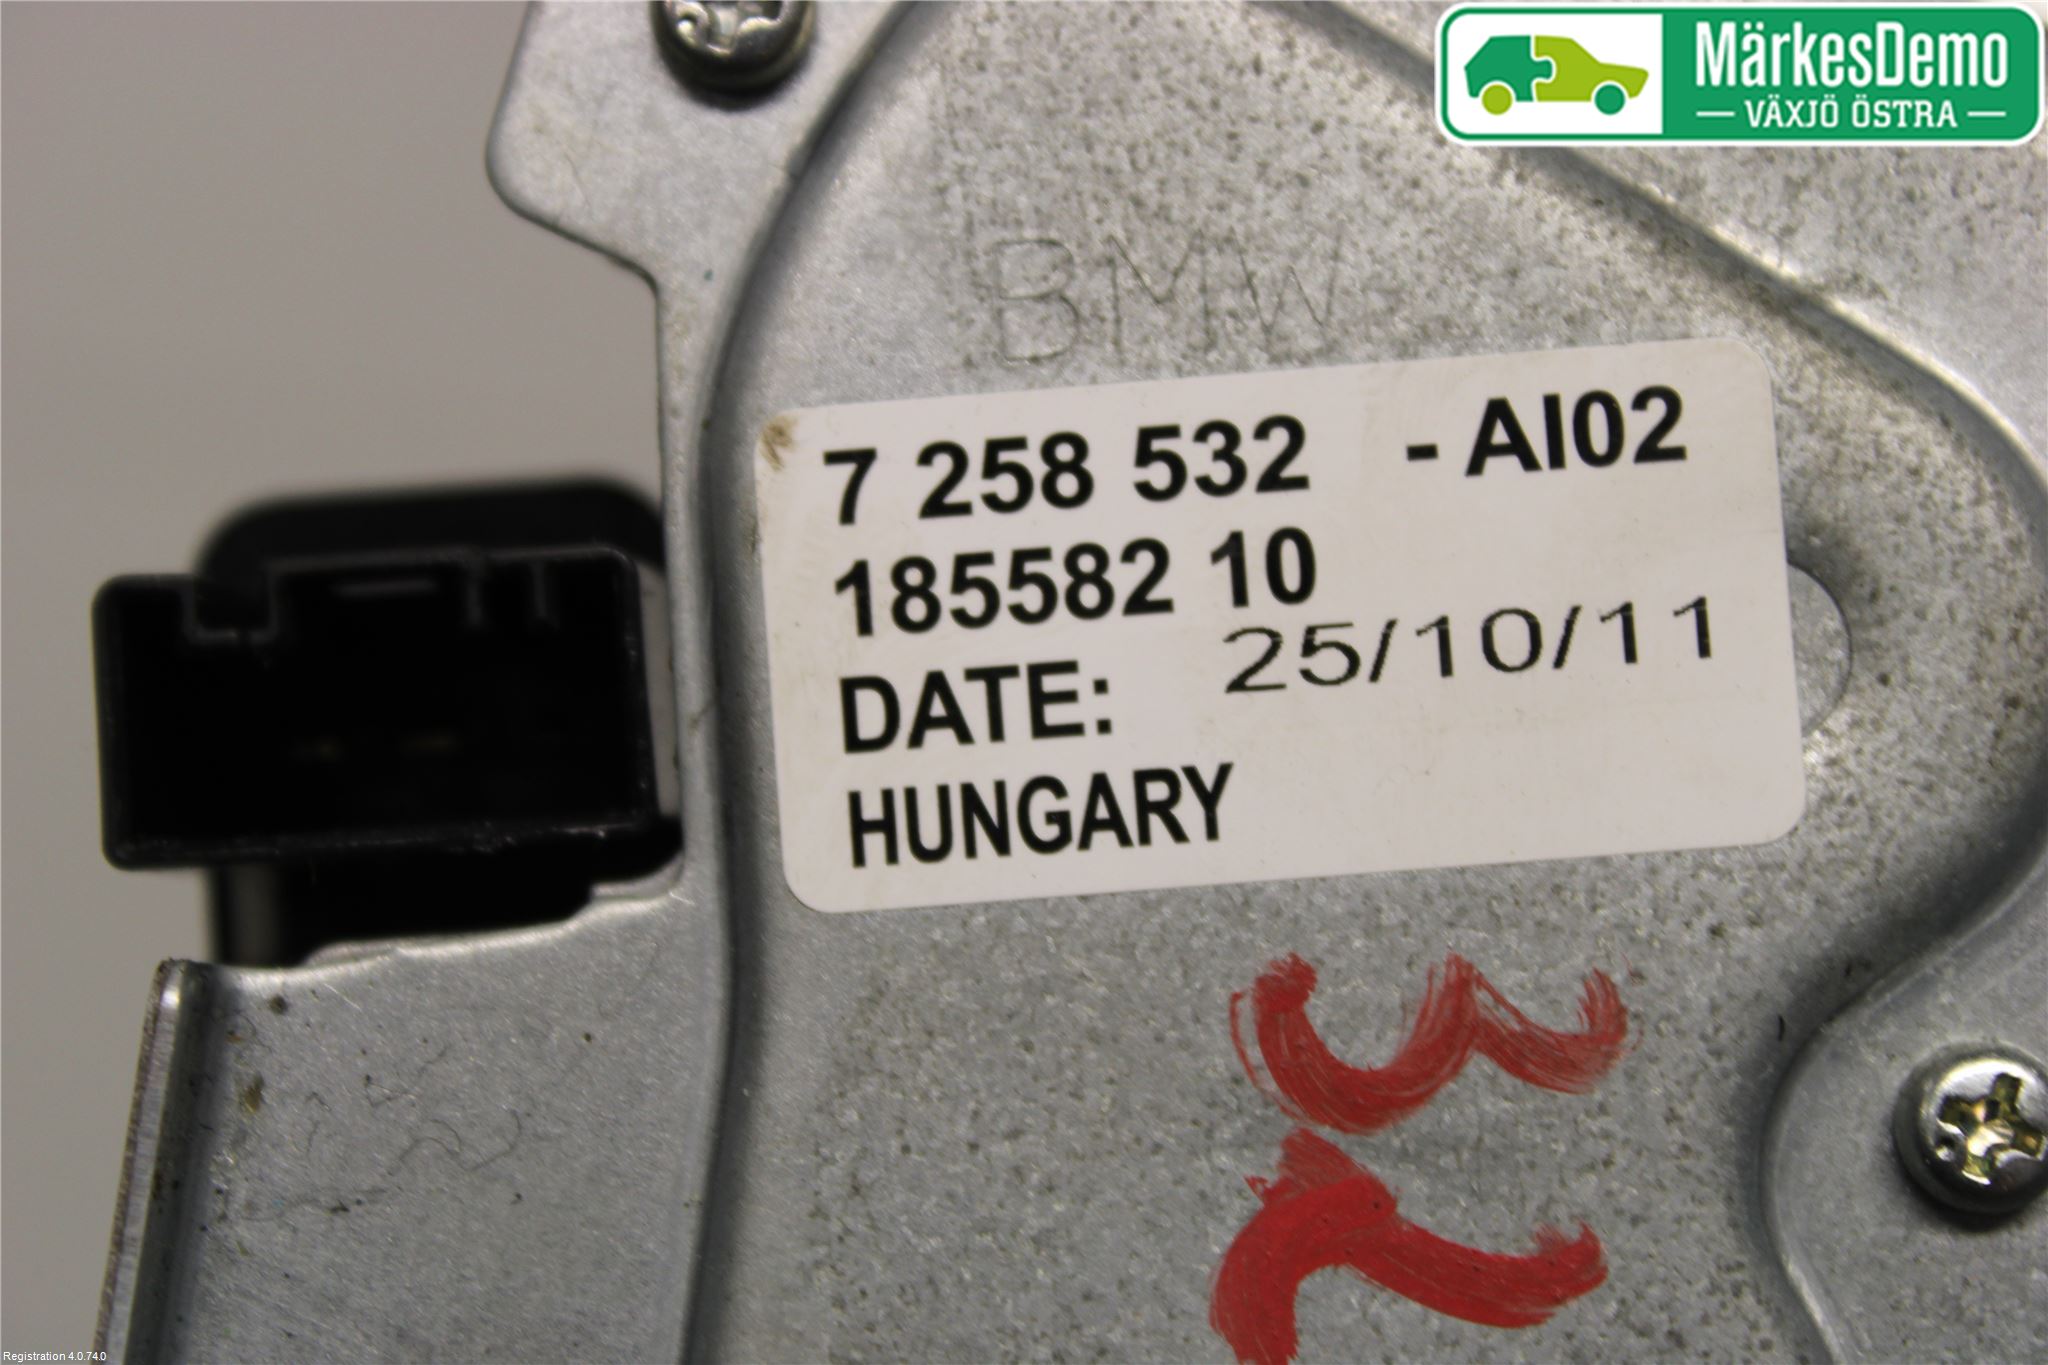 MärkesDemo
— VÄXJÖ ÖSTRA —
BMW
7 258 532 - AI02
185582 10
DATE: 25/10/11
HUNGARY
Registration 4.0.74.0